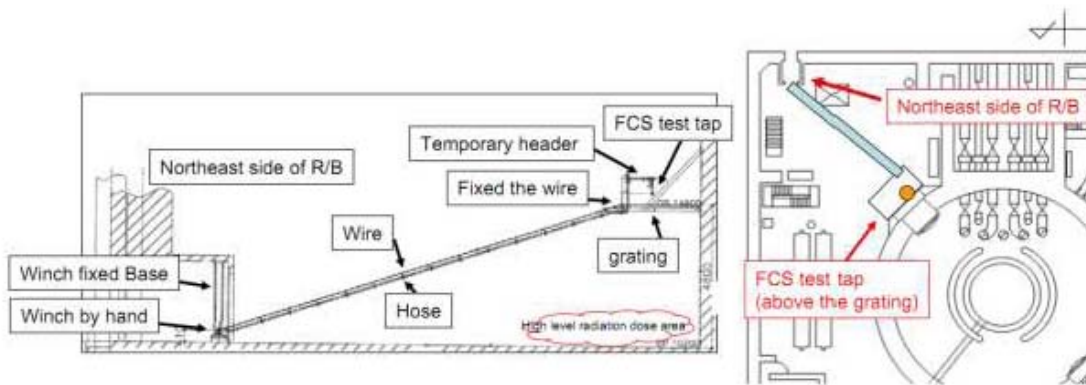 FCS test tap
Temporary header
Northeast side of R/B
Fixed the wire
Wire
grating
Winch fixed Base
Hose
Winch by hand
High level radiation dose area
4800
Northeast side of R/B
FCS test tap
(above the grating)